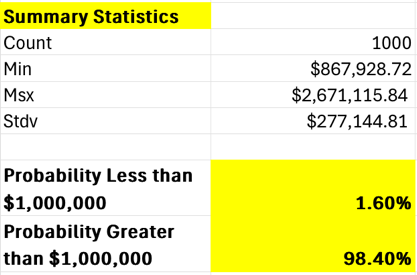 Summary Statistics
Count 1000
Min $867,928.72
Msx $2,671,115.84
Stdv $277,144.81
Probability Less than
$1,000,000 1.60%
Probability Greater
than $1,000,000 98.40%